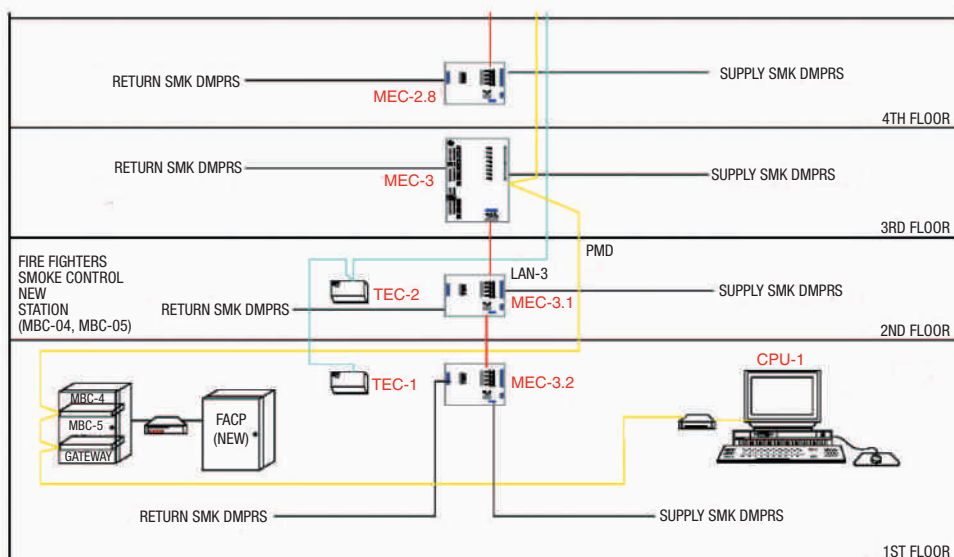 RETURN SMK DMPRS
SUPPLY SMK DMPRS
MEC-2.8
4TH FLOOR
RETURN SMK DMPRS
MEC-3
SUPPLY SMK DMPRS
3RD FLOOR
FIRE FIGHTERS
SMOKE CONTROL
NEW
STATION
(MBC-04, MBC-05)
PMD
LAN-3
TEC-2
MEC-3.1
SUPPLY SMK DMPRS
RETURN SMK DMPRS
2ND FLOOR
CPU-1
TEC-1
MEC-3.2
MBC-4
MBC-5
GATEWAY
FACP
(NEW)
RETURN SMK DMPRS
SUPPLY SMK DMPRS
1ST FLOOR